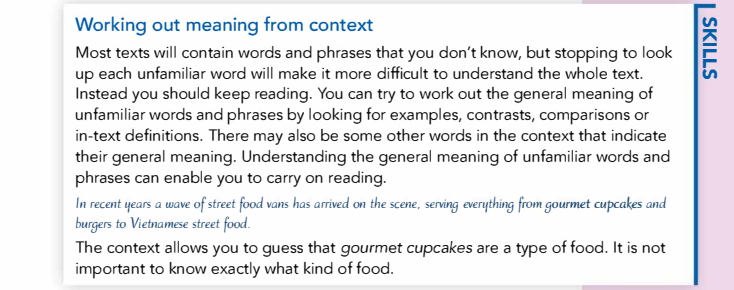 Working out meaning from context
Most texts will contain words and phrases that you don't know, but stopping to look
up each unfamiliar word will make it more difficult to understand the whole text.
Instead you should keep reading. You can try to work out the general meaning of
unfamiliar words and phrases by looking for examples, contrasts, comparisons or
in-text definitions. There may also be some other words in the context that indicate
their general meaning. Understanding the general meaning of unfamiliar words and
phrases can enable you to carry on reading.
In recent years a wave of street food vans has arrived on the scene, serving everything from gourmet cupcakes and
burgers to Vietnamese street food.
The context allows you to guess that gourmet cupcakes are a type of food. It is not
important to know exactly what kind of food.
SKILLS